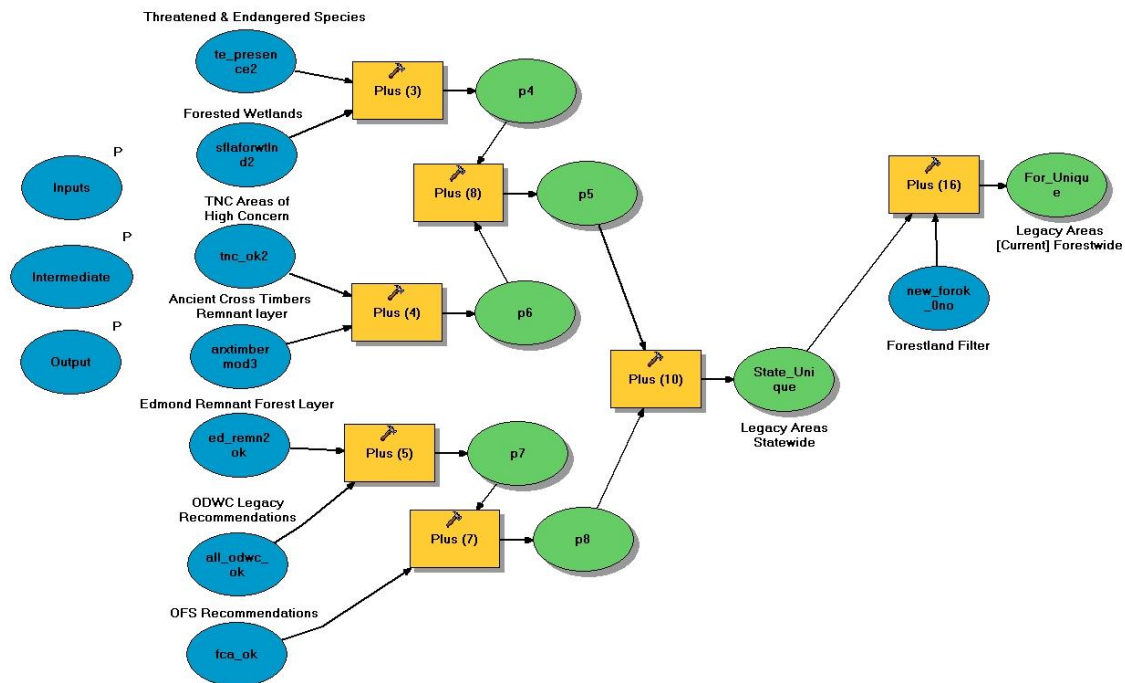 Threatened & Endangered Species
te_presen
ce2
Plus (3)
p4
Forested Wetlands
sflaforwtln
d2
P
Inputs
Plus (8)
p5
Plus (16)
For_Uniqu
e
Legacy Areas
[Current] Forestwide
TNC Areas of
High Concern
tnc_ok2
P
Intermediate
new_forok
_0no
Forestland Filter
Ancient Cross Timbers
Remnant layer
Plus (4)
p6
P
Output
arxtimber
mod3
Plus (10)
State_Uni
que
Legacy Areas
Statewide
Edmond Remnant Forest Layer
ed_remn2
ok
Plus (5)
p7
ODWC Legacy
Recommendations
all_odwc_
ok
Plus (7)
p8
OFS Recommendations
fca_ok